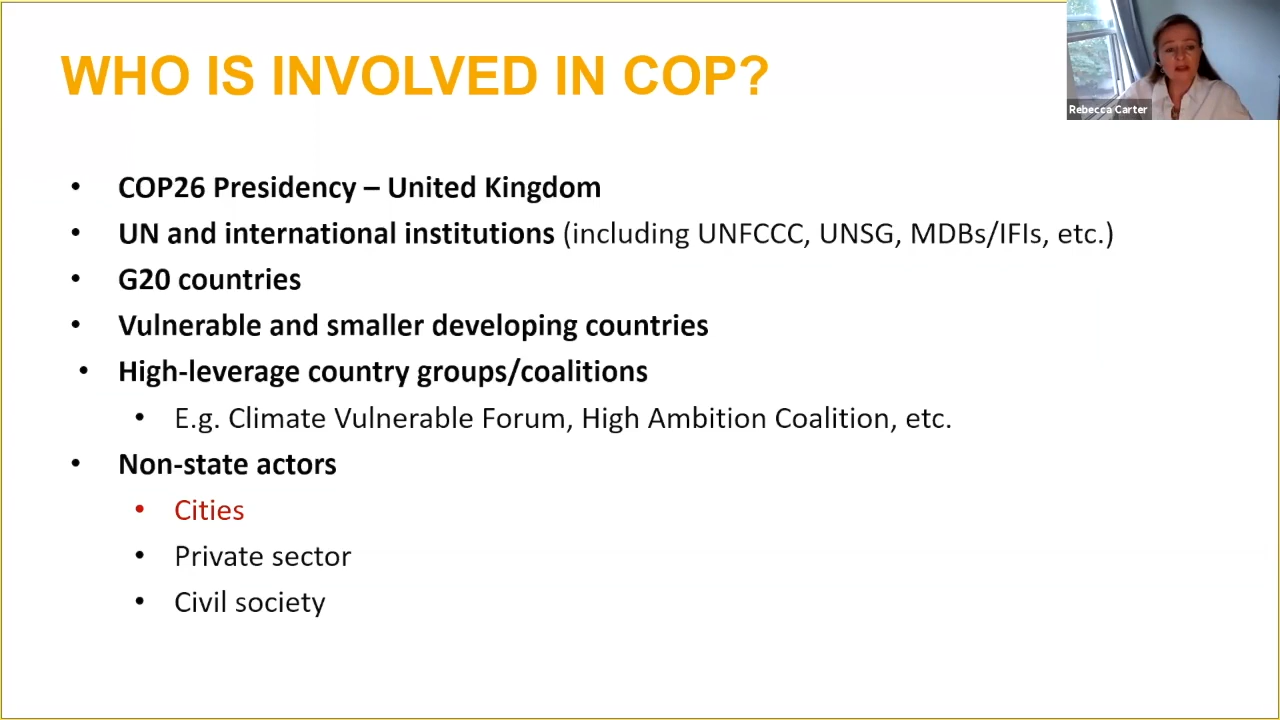 WHO IS INVOLVED IN COP?
Rebecca Carter
• COP26 Presidency – United Kingdom
• UN and international institutions (including UNFCCC, UNSG, MDBs/IFIs, etc.)
• G20 countries
• Vulnerable and smaller developing countries
• High-leverage country groups/coalitions
• E.g. Climate Vulnerable Forum, High Ambition Coalition, etc.
• Non-state actors
• Cities
• Private sector
• Civil society